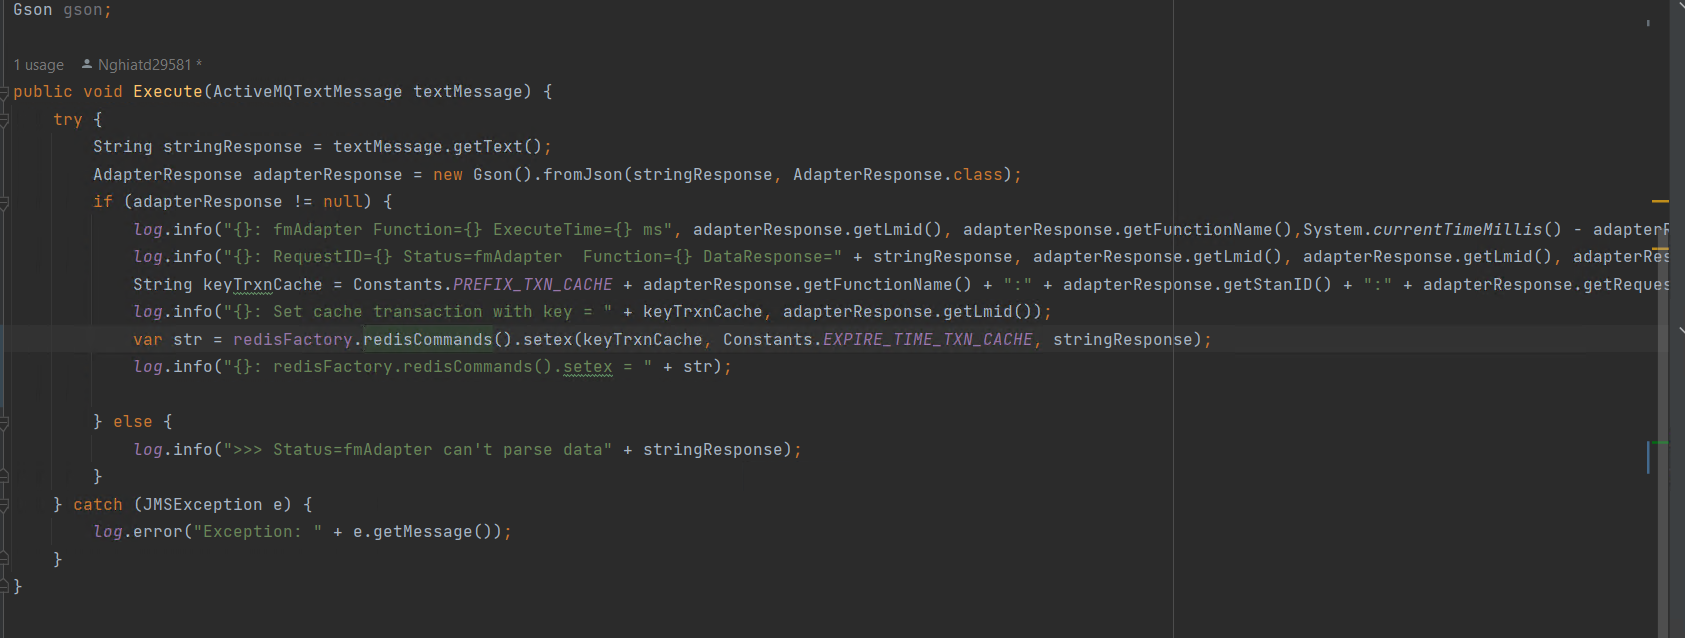 Gson gson;
1 usage Nghiatd29581 *
public void Execute(ActiveMQTextMessage textMessage) {
try {
String stringResponse = textMessage.getText();
AdapterResponse adapterResponse = new Gson().fromJson(stringResponse, AdapterResponse.class);
if (adapterResponse != null) {
log.info("{}: fmAdapter Function={} ExecuteTime={} ms", adapterResponse.getLmid(), adapterResponse.getFunctionName(),System.currentTimeMillis() - adapterR
log.info("{}: RequestID={} Status=fmAdapter  Function={} DataResponse=" + stringResponse, adapterResponse.getLmid(), adapterResponse.getLmid(), adapterRes
String keyTrxnCache = Constants.PREFIX_TXN_CACHE + adapterResponse.getFunctionName() + ":" + adapterResponse.getStanID() + ":" + adapterResponse.getReques
log.info("{}: Set cache transaction with key = " + keyTrxnCache, adapterResponse.getLmid());
var str = redisFactory.redisCommands().setex(keyTrxnCache, Constants.EXPIRE_TIME_TXN_CACHE, stringResponse);
log.info("{}: redisFactory.redisCommands().setex = " + str);
} else {
log.info(">>> Status=fmAdapter can't parse data" + stringResponse);
}
} catch (JMSException e) {
log.error("Exception: " + e.getMessage());
}
}